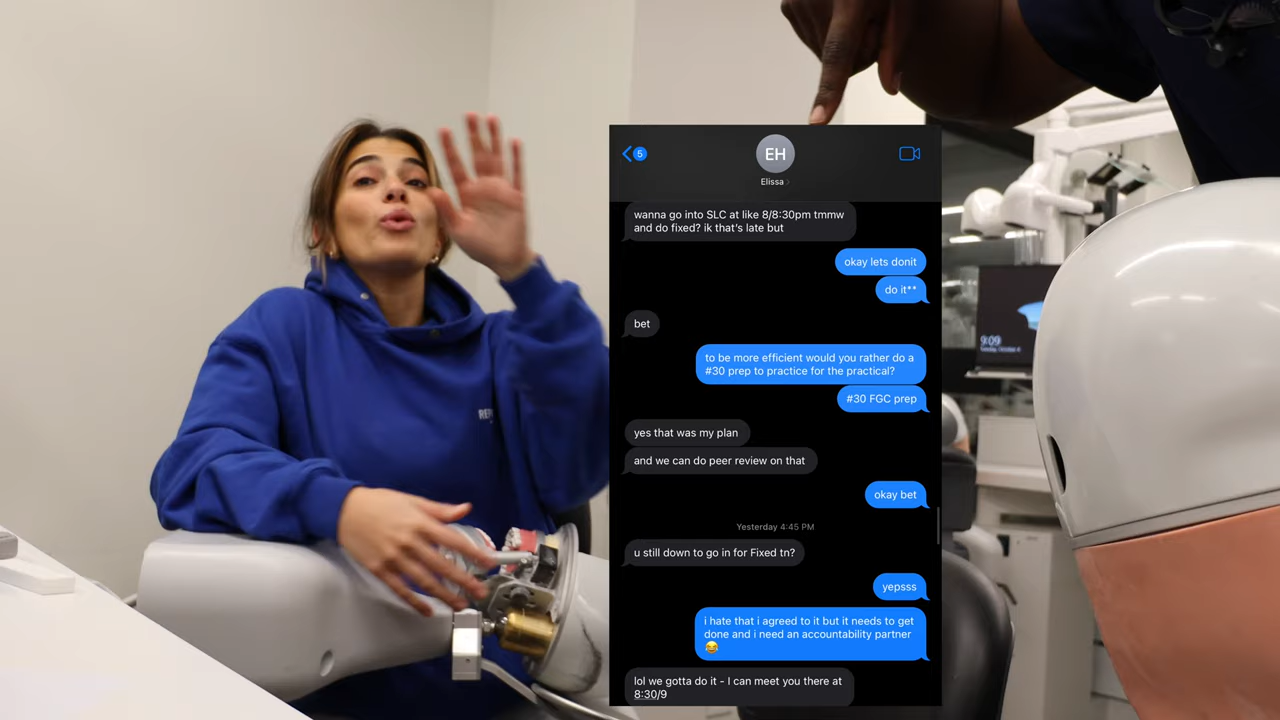 5
EH
Elissa
wanna go into SLC at like 8/8:30pm tmmw
and do fixed? ik that's late but
okay lets donit
do it**
bet
to be more efficient would you rather do a
#30 prep to practice for the practical?
#30 FGC prep
yes that was my plan
and we can do peer review on that
okay bet
Yesterday 4:45 PM
u still down to go in for Fixed tn?
yepsss
i hate that i agreed to it but it needs to get
done and i need an accountability partner
😂
lol we gotta do it - I can meet you there at
8:30/9
9:09